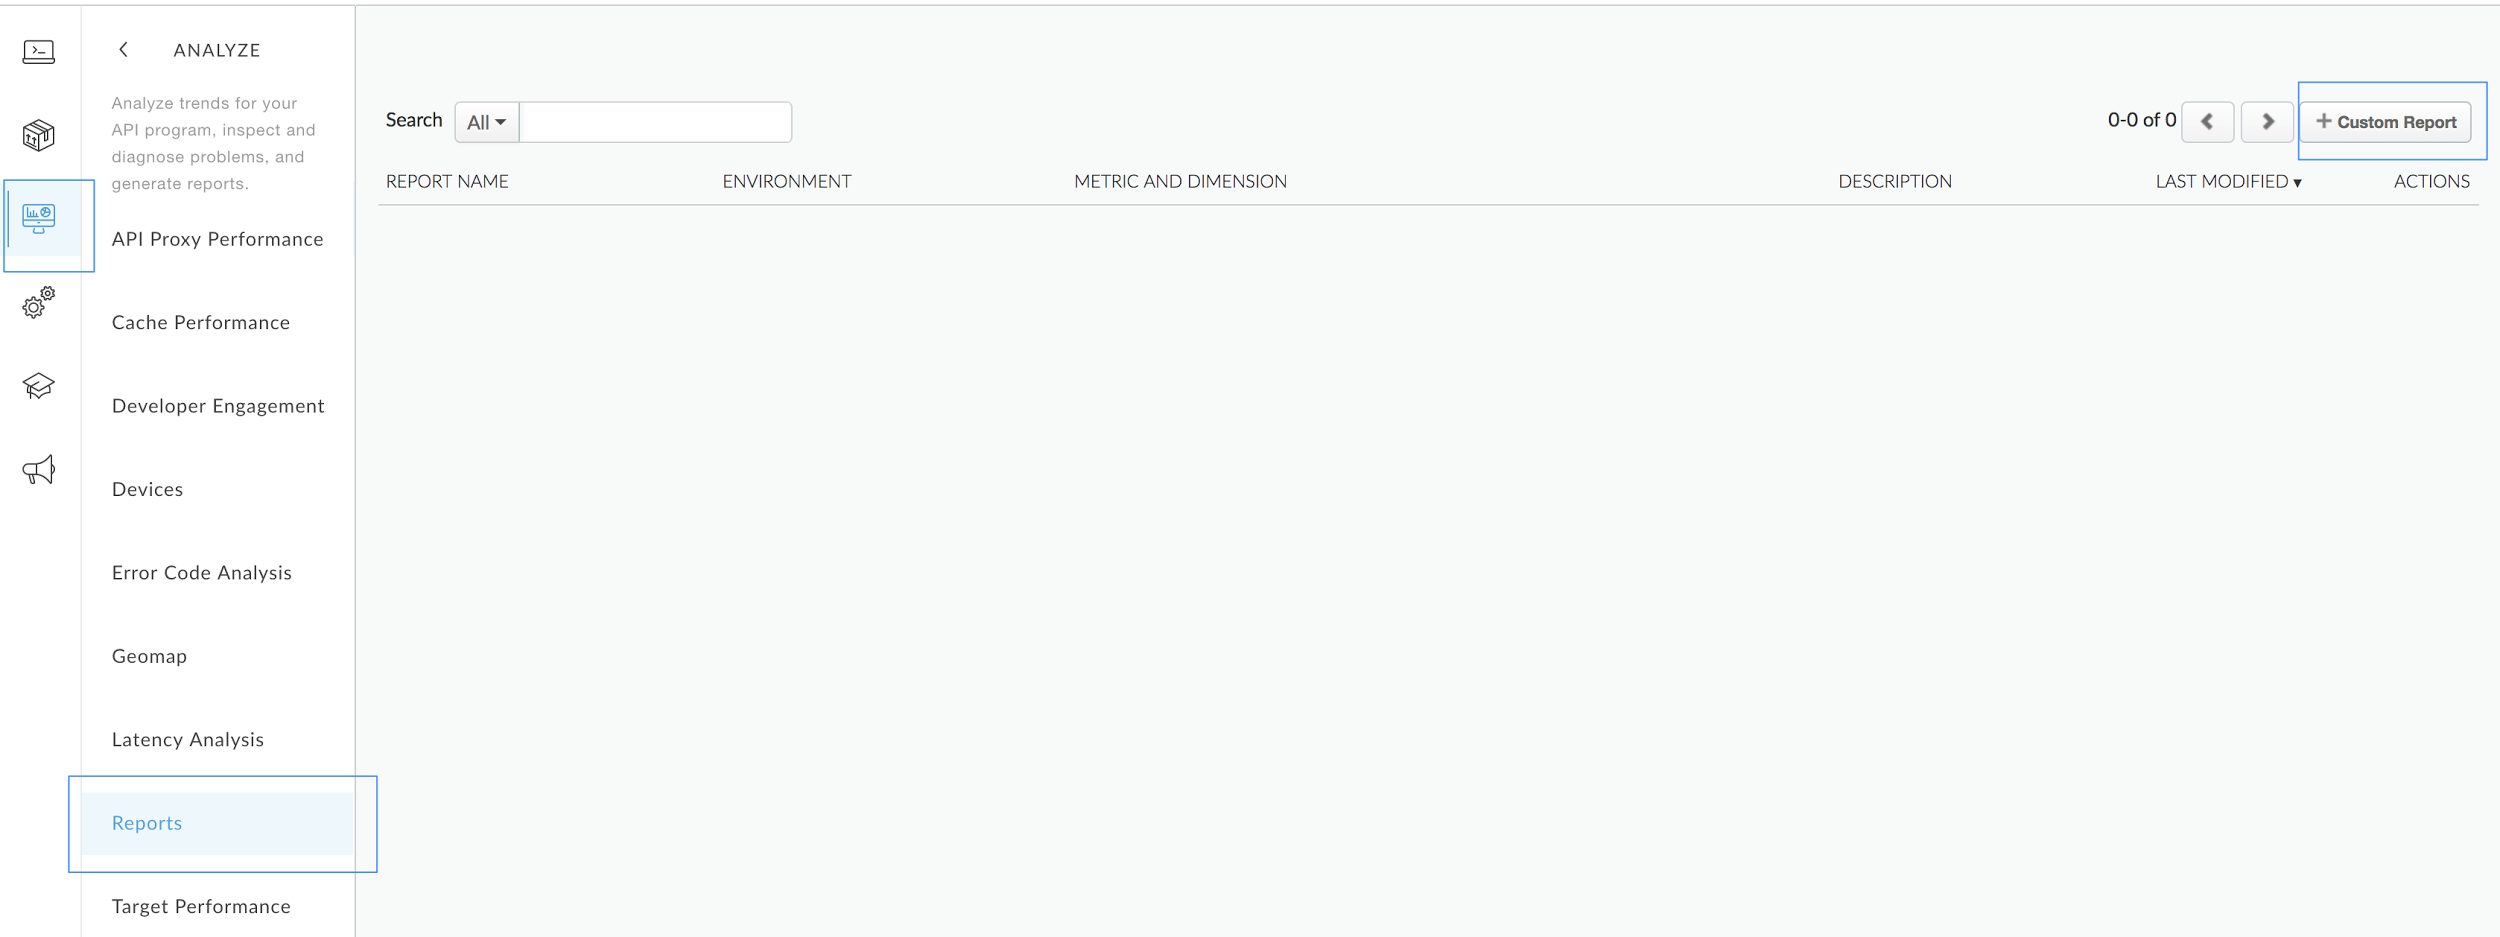 ANALYZE
Analyze trends for your
API program, inspect and
diagnose problems, and
generate reports.
API Proxy Performance
Cache Performance
Developer Engagement
Devices
Error Code Analysis
Geomap
Latency Analysis
Reports
Target Performance
Search All 0-0 of 0 + Custom Report
REPORT NAME ENVIRONMENT METRIC AND DIMENSION DESCRIPTION LAST MODIFIED ▾ ACTIONS